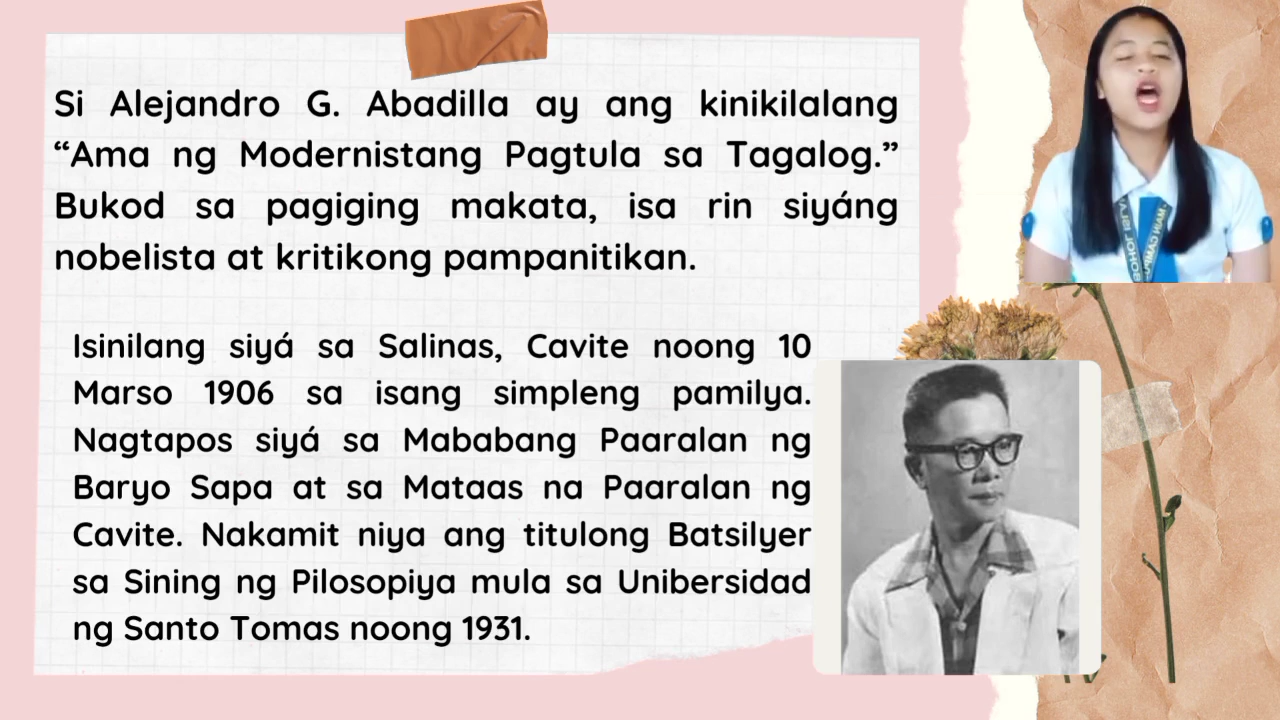 Si Alejandro G. Abadilla ay ang kinikilalang
“Ama ng Modernistang Pagtula sa Tagalog.”
Bukod sa pagiging makata, isa rin siyáng
nobelista at kritikong pampanitikan.
Isinilang siyá sa Salinas, Cavite noong 10
Marso 1906 sa isang simpleng pamilya.
Nagtapos siyá sa Mababang Paaralan ng
Baryo Sapa at sa Mataas na Paaralan ng
Cavite. Nakamit niya ang titulong Batsilyer
sa Sining ng Pilosopiya mula sa Unibersidad
ng Santo Tomas noong 1931.